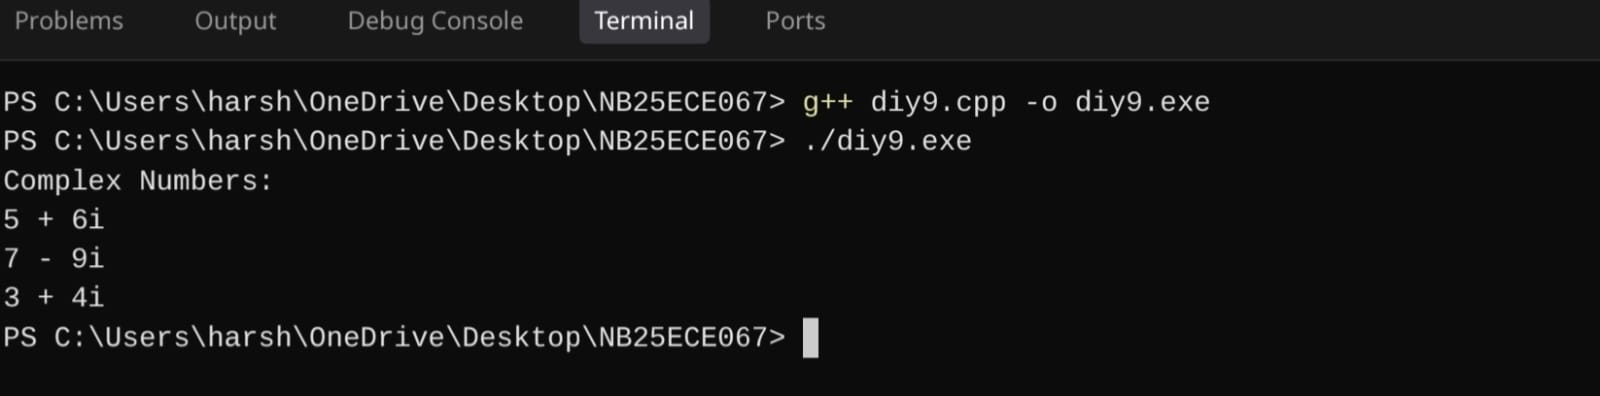 Problems Output Debug Console Terminal Ports
PS C:\Users\harsh\OneDrive\Desktop\NB25ECE067> g++ diy9.cpp -o diy9.exe
PS C:\Users\harsh\OneDrive\Desktop\NB25ECE067> ./diy9.exe
Complex Numbers:
5 + 6i
7 - 9i
3 + 4i
PS C:\Users\harsh\OneDrive\Desktop\NB25ECE067>